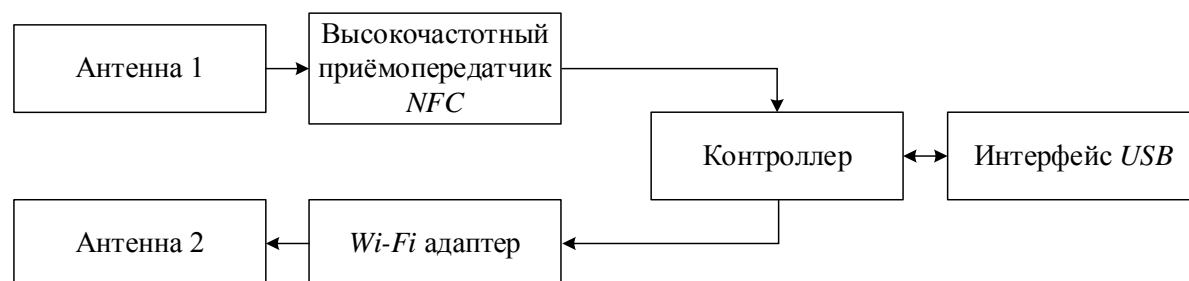 Антенна 1
Высокочастотный
приёмопередатчик
NFC
Контроллер
Интерфейс USB
Антенна 2
Wi-Fi адаптер